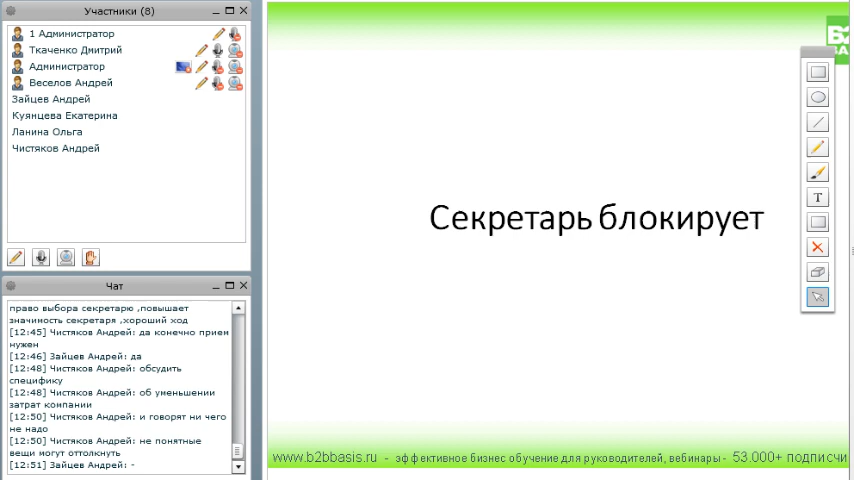 Участники (8)
1 Администратор
Ткаченко Дмитрий
Администратор
Веселов Андрей
Зайцев Андрей
Куянцева Екатерина
Ланина Ольга
Чистяков Андрей
Чат
право выбора секретарю ,повышает
значимость секретаря ,хороший ход
[12:45] Чистяков Андрей: да конечно прием
нужен
[12:46] Зайцев Андрей: да
[12:48] Чистяков Андрей: обсудить
специфику
[12:48] Чистяков Андрей: об уменьшении
затрат компании
[12:50] Чистяков Андрей: и говорят ни чего
не надо
[12:50] Чистяков Андрей: не понятные
вещи могут оттолкнуть
[12:51] Зайцев Андрей: -
Секретарь блокирует
T
www.b2bbasis.ru - эффективное бизнес обучение для руководителей, вебинары - 53.000+ подписчи